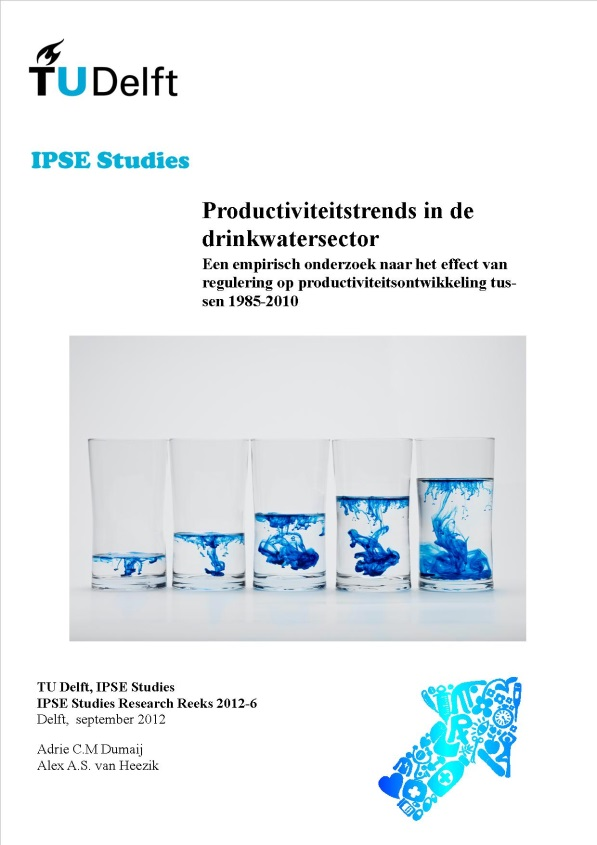 TUDelft
IPSE Studies
Productiviteitstrends in de
drinkwatersector
Een empirisch onderzoek naar het effect van
regulering op productiviteitsontwikkeling tus-
sen 1985-2010
TU Delft, IPSE Studies
IPSE Studies Research Reeks 2012-6
Delft,  september 2012
Adrie C.M Dumaij
Alex A.S. van Heezik